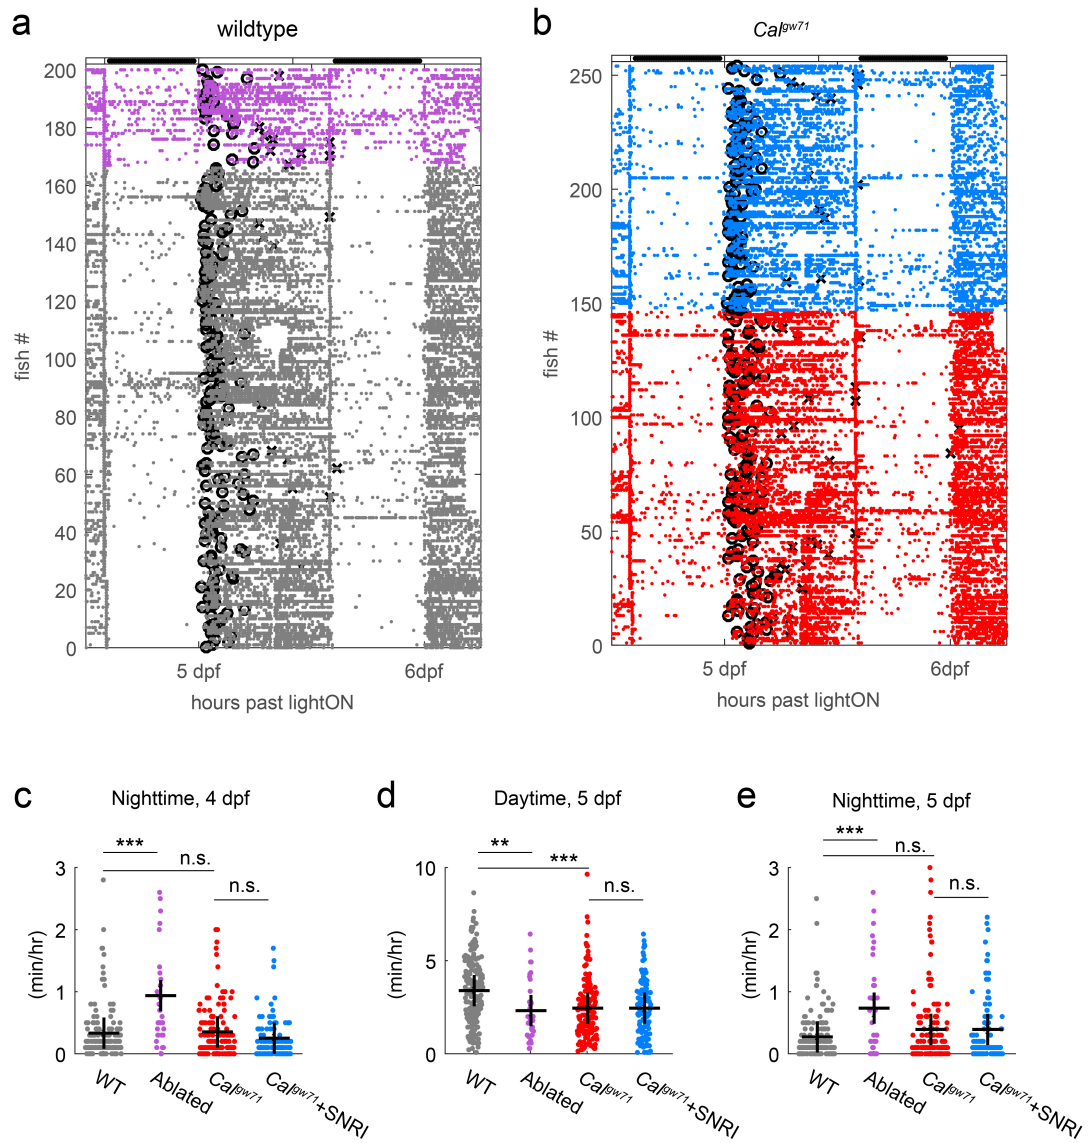 a
wildtype
200
180
160
140
120
100
80
60
40
20
0
fish #
5 dpf
6dpf
hours past lightON
b
Cal^gw71
250
200
150
100
50
0
fish #
5 dpf
6dpf
hours past lightON
c
Nighttime, 4 dpf
***
n.s.
n.s.
3
2
1
0
(min/hr)
WT
Ablated
Cal^gw71
Cal^gw71+SNRI
d
Daytime, 5 dpf
**
***
n.s.
10
5
0
(min/hr)
WT
Ablated
Cal^gw71
Cal^gw71+SNRI
e
Nighttime, 5 dpf
***
n.s.
n.s.
3
2
1
0
(min/hr)
WT
Ablated
Cal^gw71
Cal^gw71+SNRI